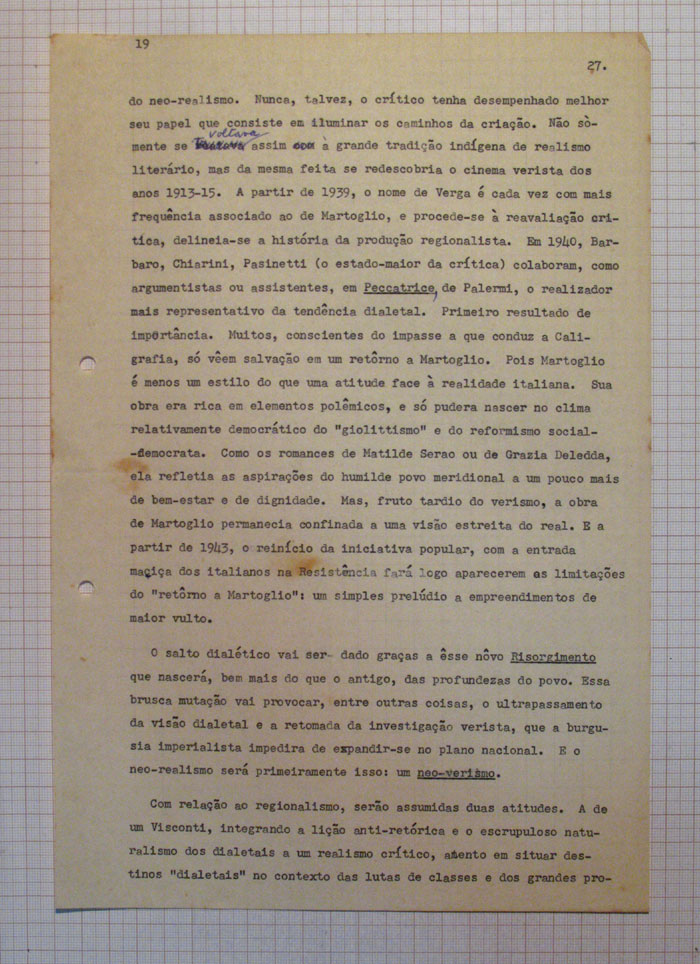 19
27.
do neo-realismo. Nunca, talvez, o crítico tenha desempenhado melhor
seu papel que consiste em iluminar os caminhos da criação. Não sò-
voltava
mente se assim à grande tradição indígena de realismo
literário, mas da mesma feita se redescobria o cinema verista dos
anos 1913-15. A partir de 1939, o nome de Verga é cada vez com mais
frequência associado ao de Martoglio, e procede-se à reavaliação crí-
tica, delineia-se a história da produção regionalista. Em 1940, Bar-
baro, Chiarini, Pasinetti (o estado-maior da crítica) colaboram, como
argumentistas ou assistentes, em Peccatrice, de Palermi, o realizador
mais representativo da tendência dialetal. Primeiro resultado de
importância. Muitos, conscientes do impasse a que conduz a Cali-
grafia, só vêem salvação em um retôrno a Martoglio. Pois Martoglio
é menos um estilo do que uma atitude face à realidade italiana. Sua
obra era rica em elementos polêmicos, e só pudera nascer no clima
relativamente democrático do "giolittismo" e do reformismo social-
-democrata. Como os romances de Matilde Serao ou de Grazia Deledda,
ela refletia as aspirações do humilde povo meridional a um pouco mais
de bem-estar e de dignidade. Mas, fruto tardio do verismo, a obra
de Martoglio permanecia confinada a uma visão estreita do real. E a
partir de 1943, o reinício da iniciativa popular, com a entrada
maciça dos italianos na Resistência fará logo aparecerem as limitações
do "retôrno a Martoglio": um simples prelúdio a empreendimentos de
maior vulto.
O salto dialético vai ser- dado graças a êsse nôvo Risorgimento
que nascerá, bem mais do que o antigo, das profundezas do povo. Essa
brusca mutação vai provocar, entre outras coisas, o ultrapassamento
da visão dialetal e a retomada da investigação verista, que a burgu-
sia imperialista impedira de expandir-se no plano nacional. E o
neo-realismo será primeiramente isso: um neo-verismo.
Com relação ao regionalismo, serão assumidas duas atitudes. A de
um Visconti, integrando a lição anti-retórica e o escrupuloso natu-
ralismo dos dialetais a um realismo crítico, atento em situar des-
tinos "dialetais" no contexto das lutas de classes e dos grandes pro-